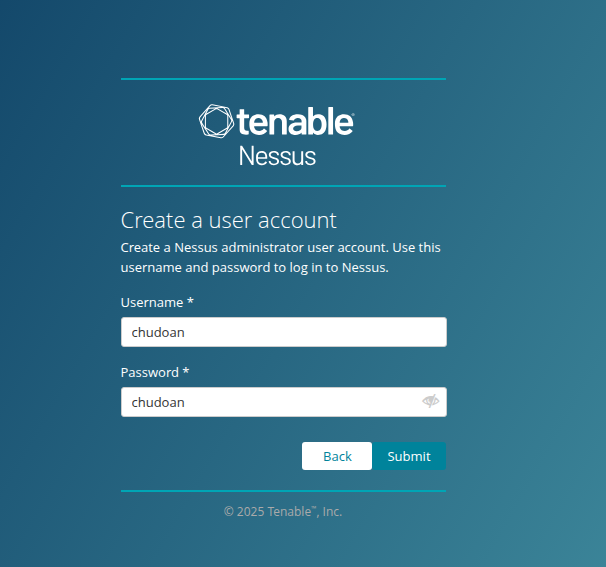 tenable
Nessus
Create a user account
Create a Nessus administrator user account. Use this
username and password to log in to Nessus.
Username *
chudoan
Password *
chudoan
Back
Submit
© 2025 Tenable™, Inc.